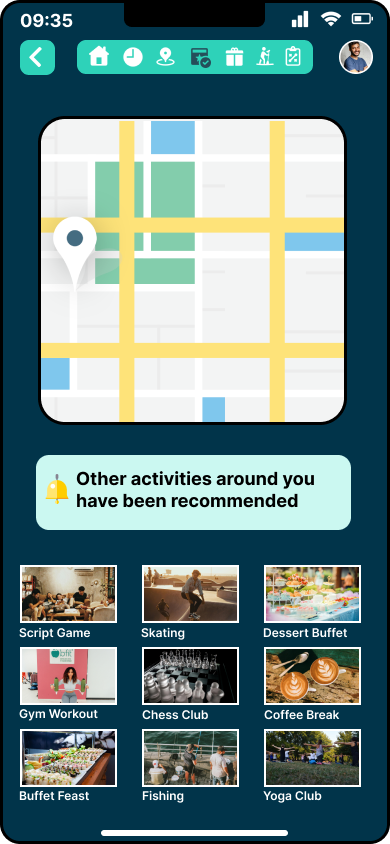 09:35
Other activities around you
have been recommended
Script Game
Skating
Dessert Buffet
Gym Workout
Chess Club
Coffee Break
Buffet Feast
Fishing
Yoga Club